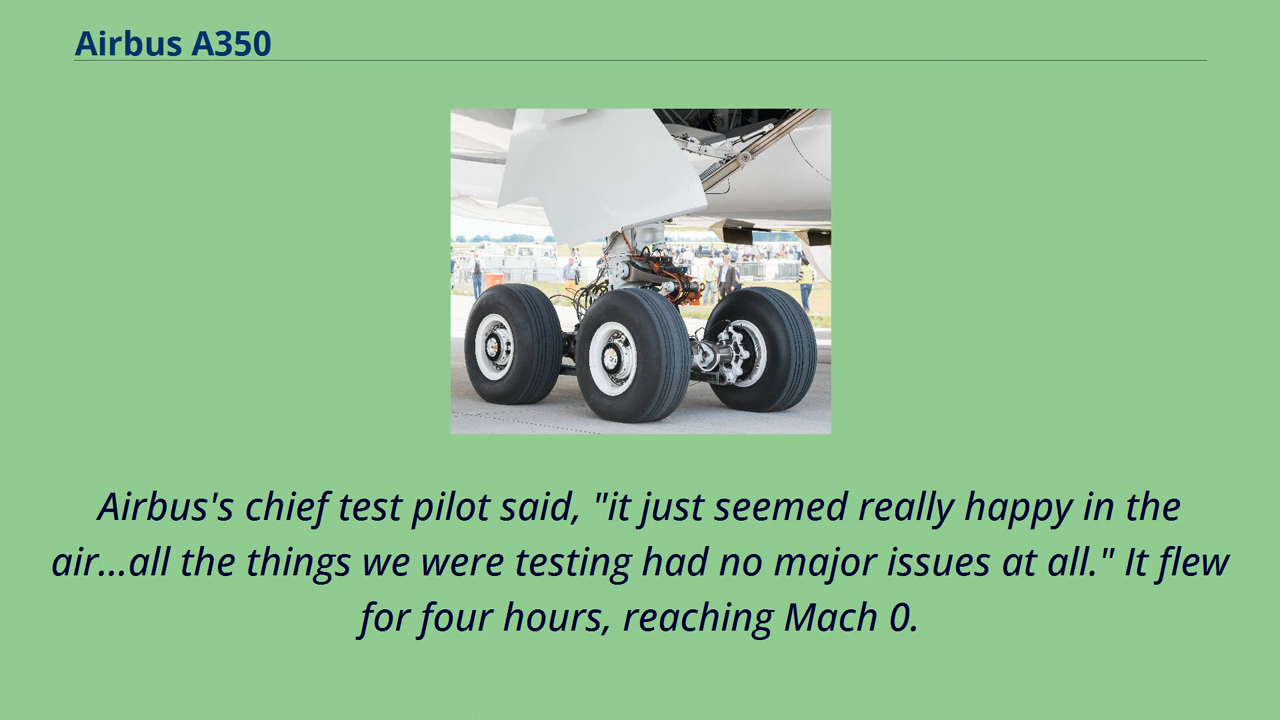 Airbus A350
Airbus's chief test pilot said, "it just seemed really happy in the
air...all the things we were testing had no major issues at all." It flew
for four hours, reaching Mach 0.